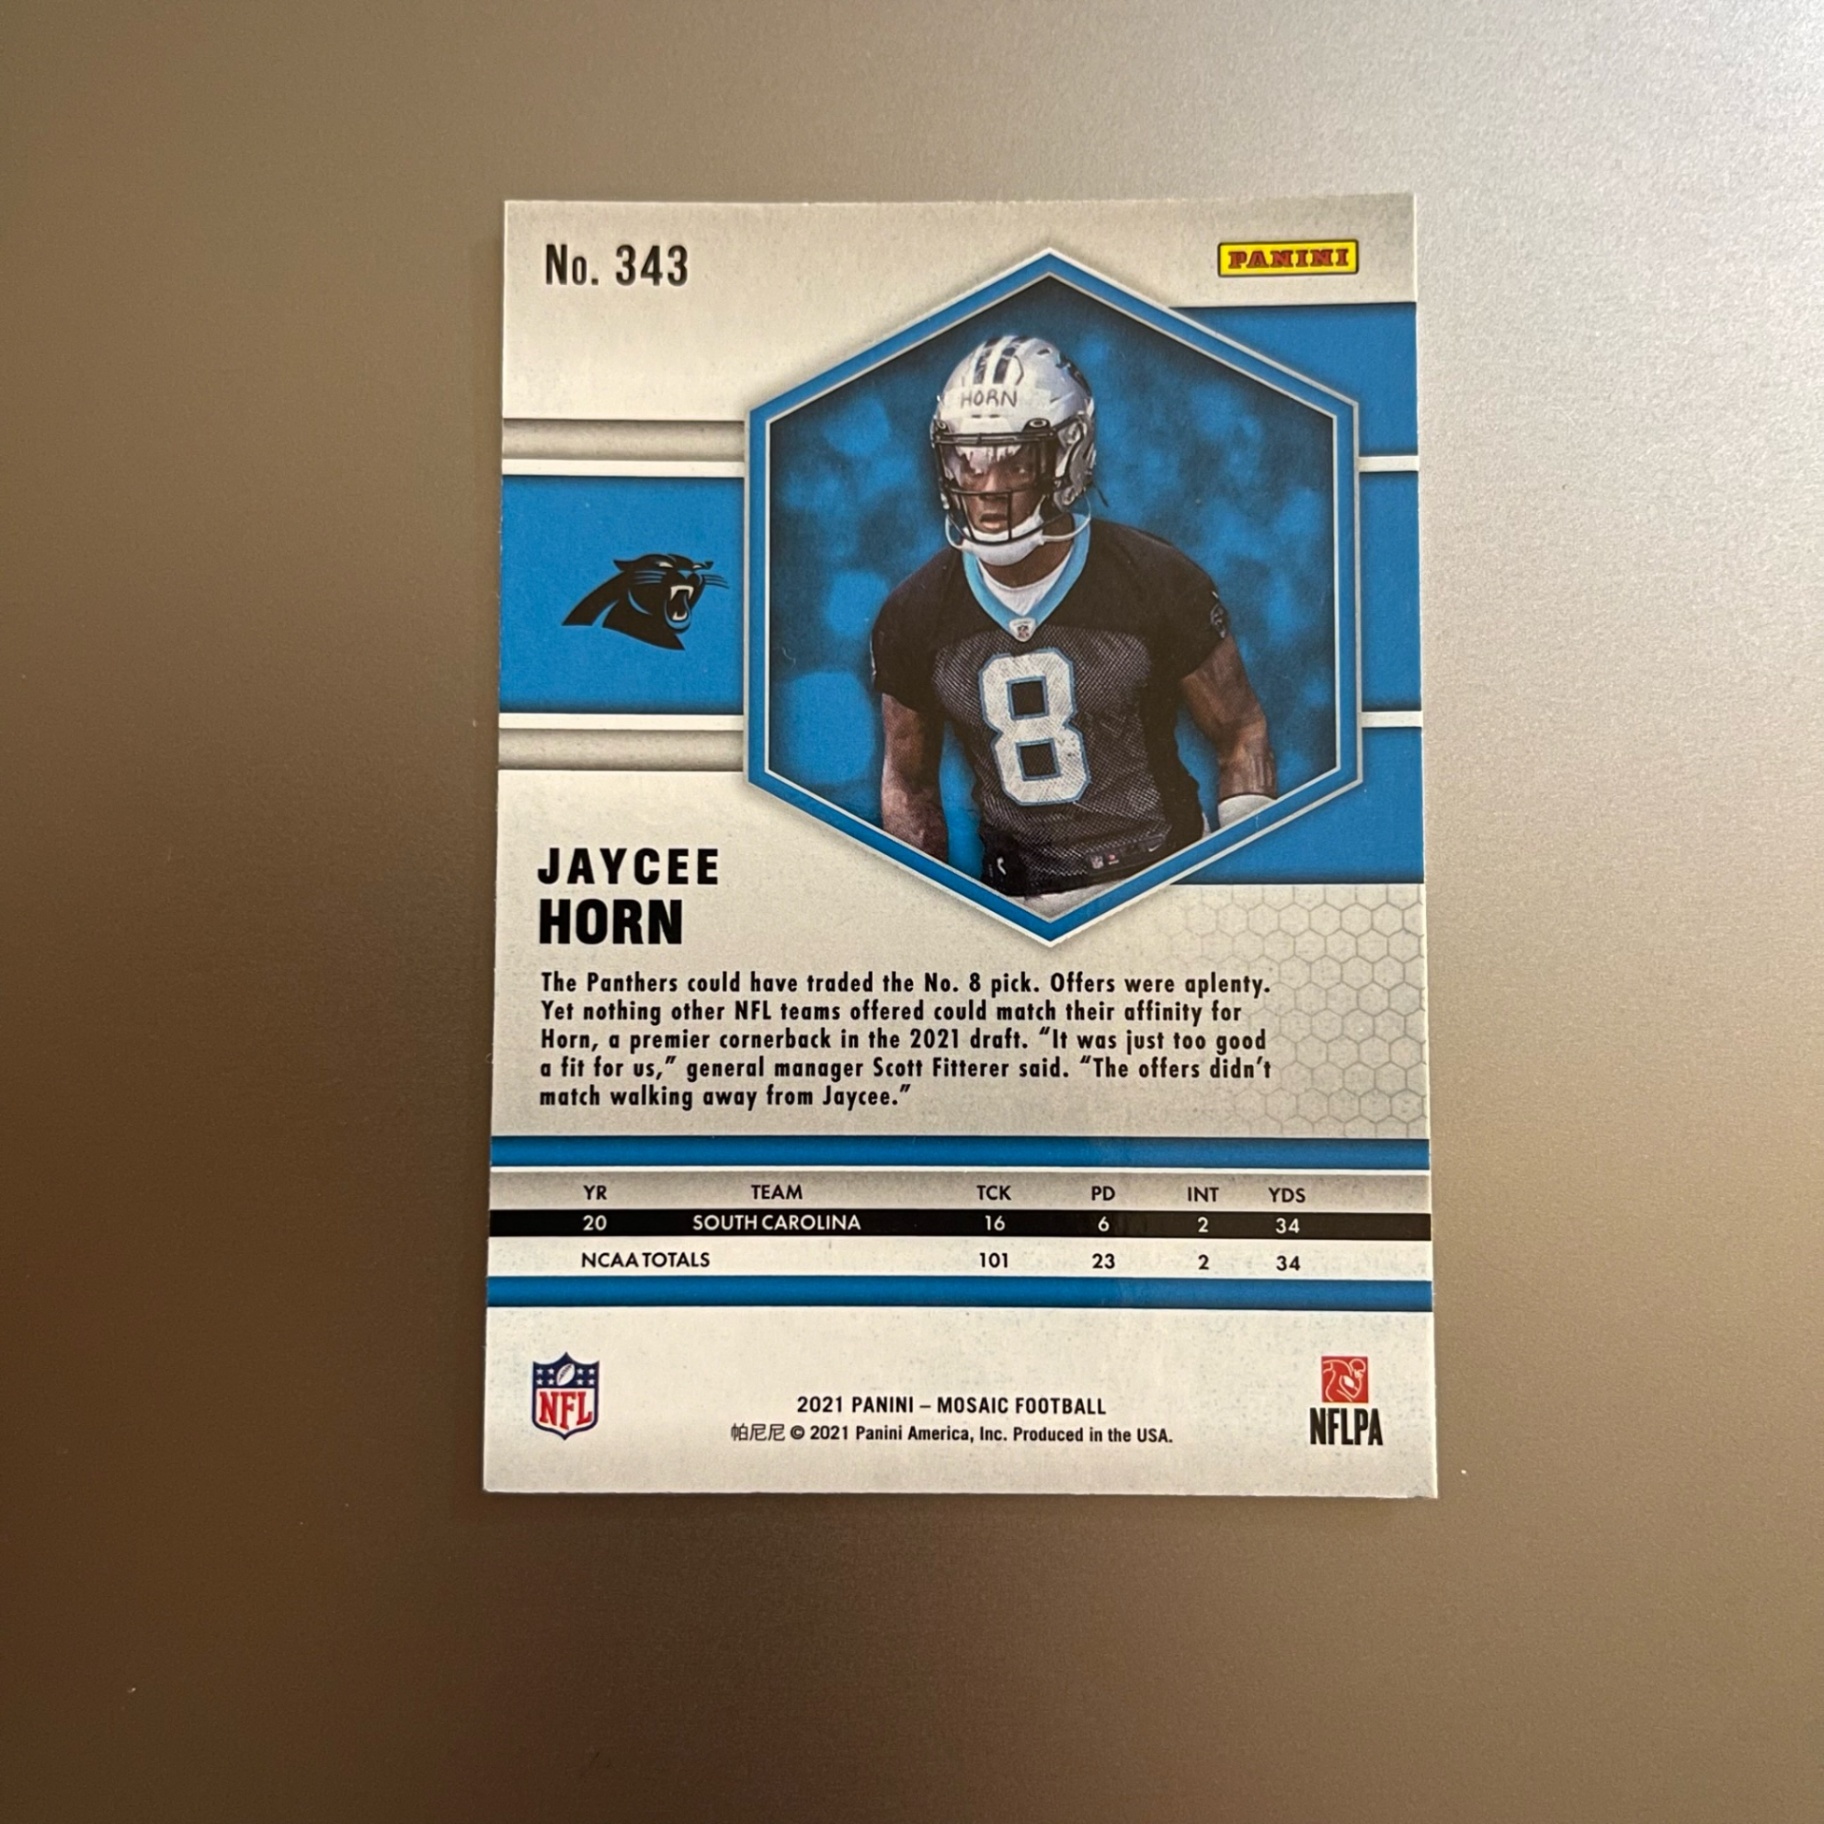 No. 343
PANINI
HORN
8
JAYCEE
HORN
The Panthers could have traded the No. 8 pick. Offers were aplenty.
Yet nothing other NFL teams offered could match their affinity for
Horn, a premier cornerback in the 2021 draft. “It was just too good
a fit for us,” general manager Scott Fitterer said. “The offers didn’t
match walking away from Jaycee.”
YR TEAM TCK PD INT YDS
20 SOUTH CAROLINA 16 6 2 34
NCAA TOTALS 101 23 2 34
NFL
2021 PANINI – MOSAIC FOOTBALL
帕尼尼 © 2021 Panini America, Inc. Produced in the USA.
NFLPA